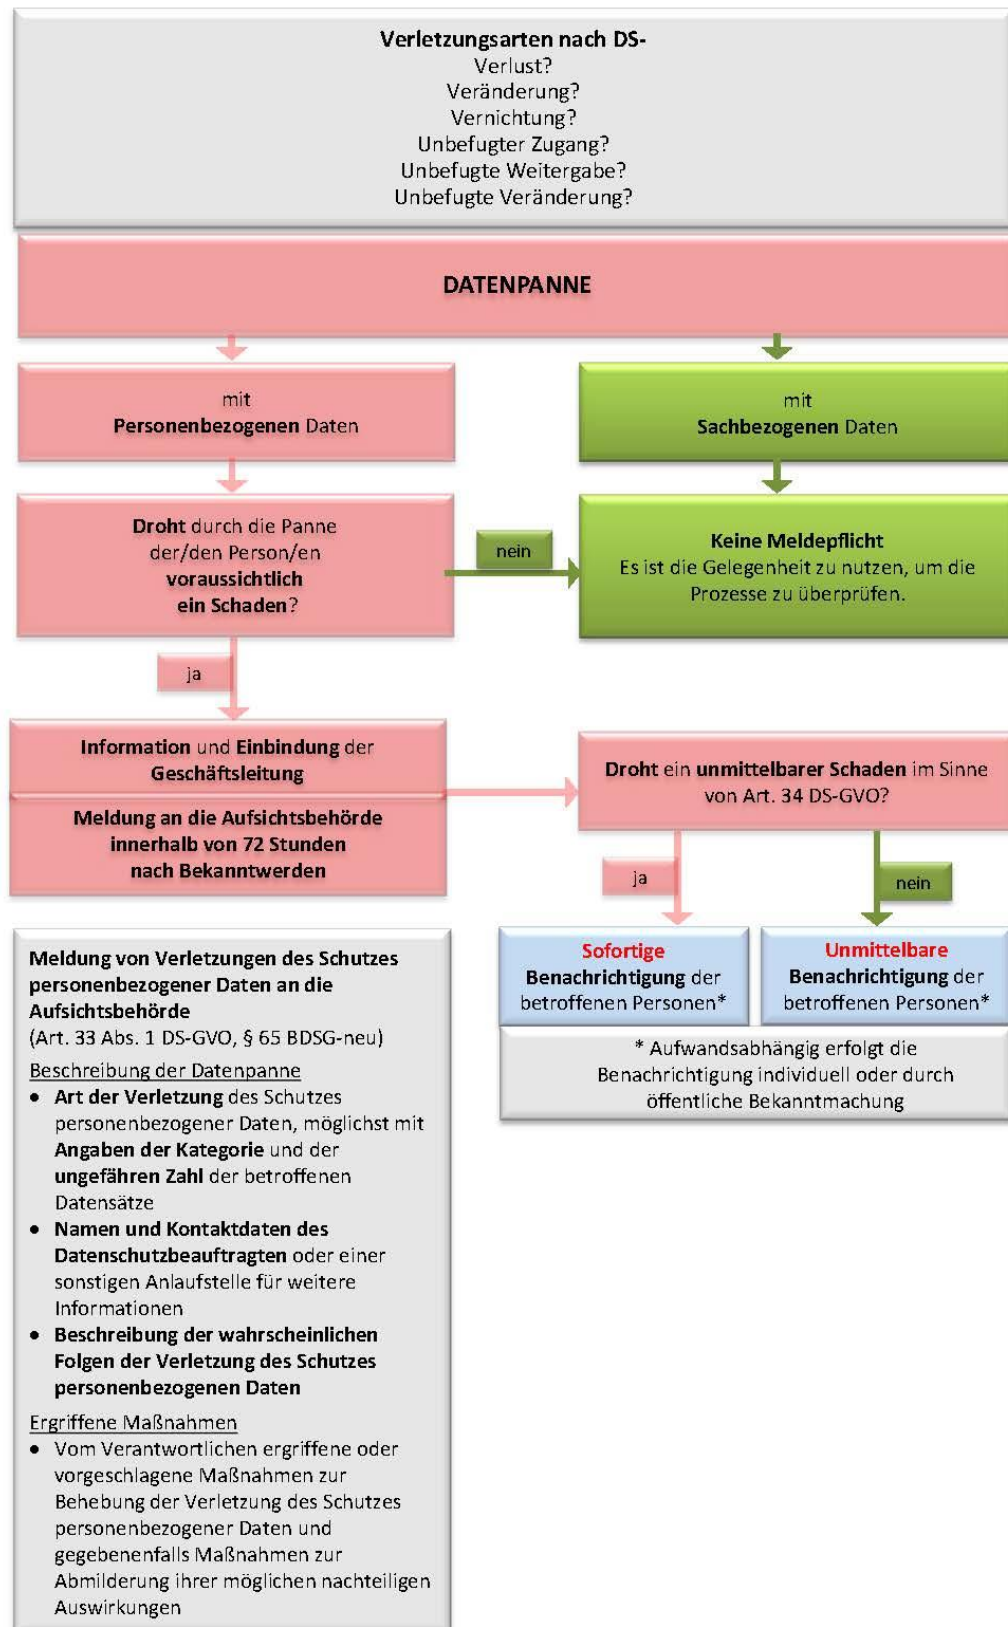 Verletzungsarten nach DS-
Verlust?
Veränderung?
Vernichtung?
Unbefugter Zugang?
Unbefugte Weitergabe?
Unbefugte Veränderung?
DATENPANNE
mit
Personenbezogenen Daten
mit
Sachbezogenen Daten
Droht durch die Panne
der/den Person/en
voraussichtlich
ein Schaden?
nein
Keine Meldepflicht
Es ist die Gelegenheit zu nutzen, um die
Prozesse zu überprüfen.
ja
Information und Einbindung der
Geschäftsleitung
Meldung an die Aufsichtsbehörde
innerhalb von 72 Stunden
nach Bekanntwerden
Droht ein unmittelbarer Schaden im Sinne
von Art. 34 DS-GVO?
ja
nein
Sofortige
Benachrichtigung der
betroffenen Personen*
Unmittelbare
Benachrichtigung der
betroffenen Personen*
* Aufwandsabhängig erfolgt die
Benachrichtigung individuell oder durch
öffentliche Bekanntmachung
Meldung von Verletzungen des Schutzes
personenbezogener Daten an die
Aufsichtsbehörde
(Art. 33 Abs. 1 DS-GVO, § 65 BDSG-neu)
Beschreibung der Datenpanne
• Art der Verletzung des Schutzes
personenbezogener Daten, möglichst mit
Angaben der Kategorie und der
ungefähren Zahl der betroffenen
Datensätze
• Namen und Kontaktdaten des
Datenschutzbeauftragten oder einer
sonstigen Anlaufstelle für weitere
Informationen
• Beschreibung der wahrscheinlichen
Folgen der Verletzung des Schutzes
personenbezogenen Daten
Ergriffene Maßnahmen
• Vom Verantwortlichen ergriffene oder
vorgeschlagene Maßnahmen zur
Behebung der Verletzung des Schutzes
personenbezogener Daten und
gegebenenfalls Maßnahmen zur
Abmilderung ihrer möglichen nachteiligen
Auswirkungen